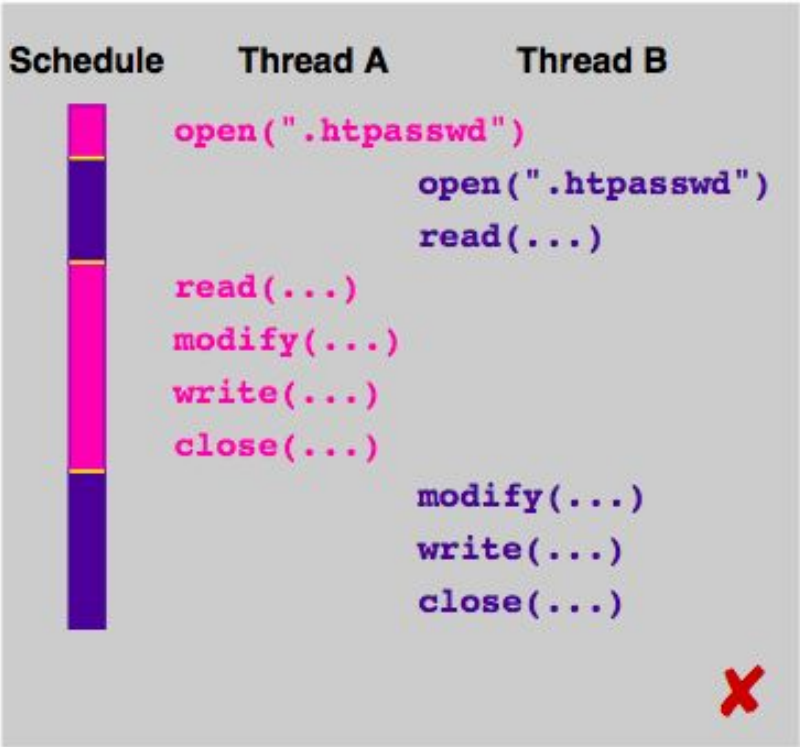 Schedule Thread A Thread B
open(".htpasswd")
open(".htpasswd")
read(...)
read(...)
modify(...)
write(...)
close(...)
modify(...)
write(...)
close(...)